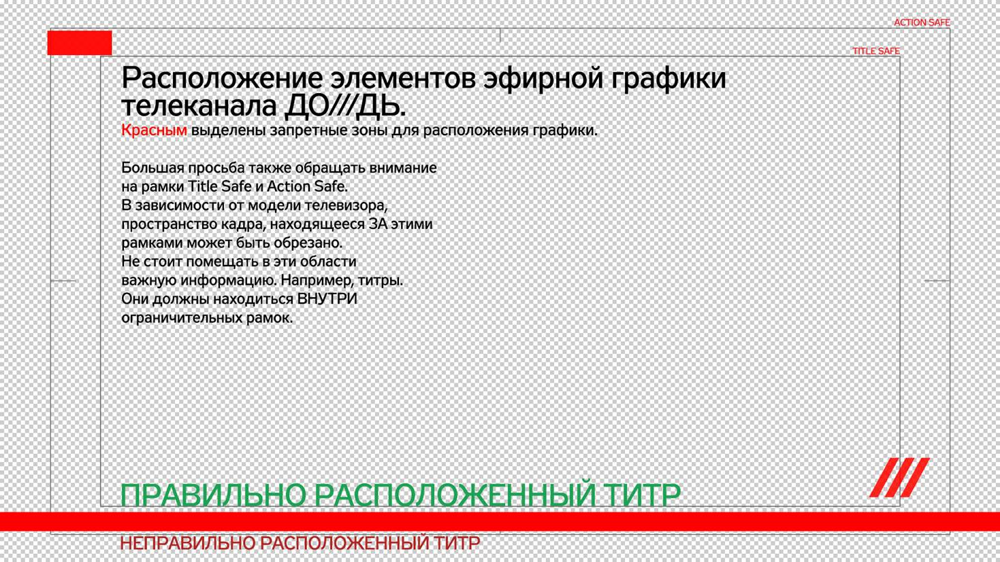 ACTION SAFE
TITLE SAFE
Расположение элементов эфирной графики
телеканала ДО///ДЬ.
Красным выделены запретные зоны для расположения графики.
Большая просьба также обращать внимание
на рамки Title Safe и Action Safe.
В зависимости от модели телевизора,
пространство кадра, находящееся ЗА этими
рамками может быть обрезано.
Не стоит помещать в эти области
важную информацию. Например, титры.
Они должны находиться ВНУТРИ
ограничительных рамок.
ПРАВИЛЬНО РАСПОЛОЖЕННЫЙ ТИТР
НЕПРАВИЛЬНО РАСПОЛОЖЕННЫЙ ТИТР